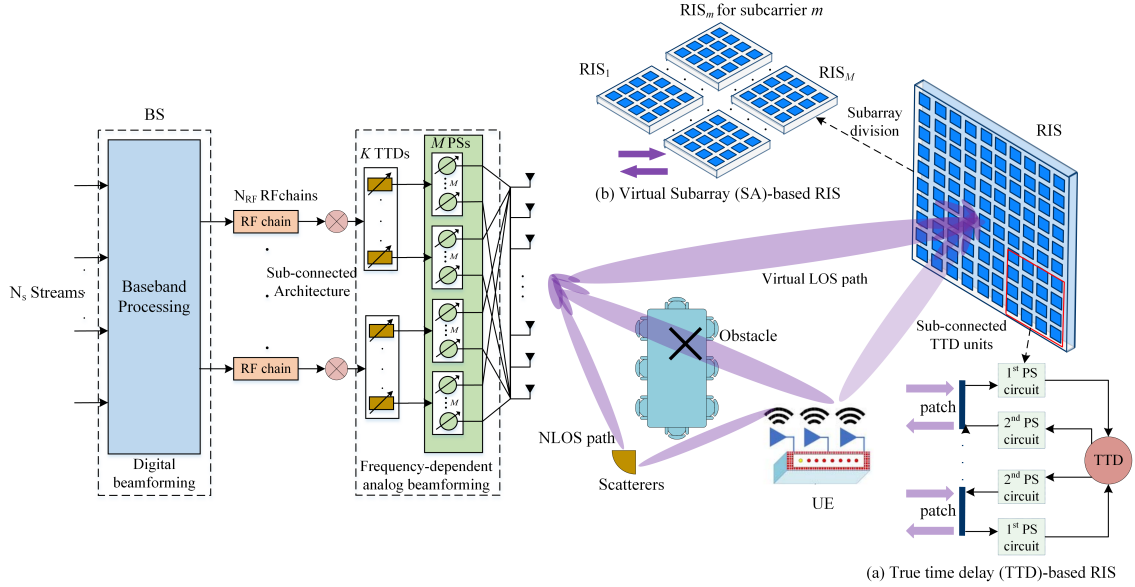 BS
N_s Streams
Baseband
Processing
Digital
beamforming
N_RF RFchains
RF chain
RF chain
Sub-connected
Architecture
K TTDs
M PSs
M
M
M
M
Frequency-dependent
analog beamforming
RIS_m for subcarrier m
RIS_1
RIS_M
Subarray
division
(b) Virtual Subarray (SA)-based RIS
RIS
Virtual LOS path
Obstacle
NLOS path
Scatterers
UE
Sub-connected
TTD units
patch
1st PS
circuit
2nd PS
circuit
TTD
2nd PS
circuit
patch
1st PS
circuit
(a) True time delay (TTD)-based RIS